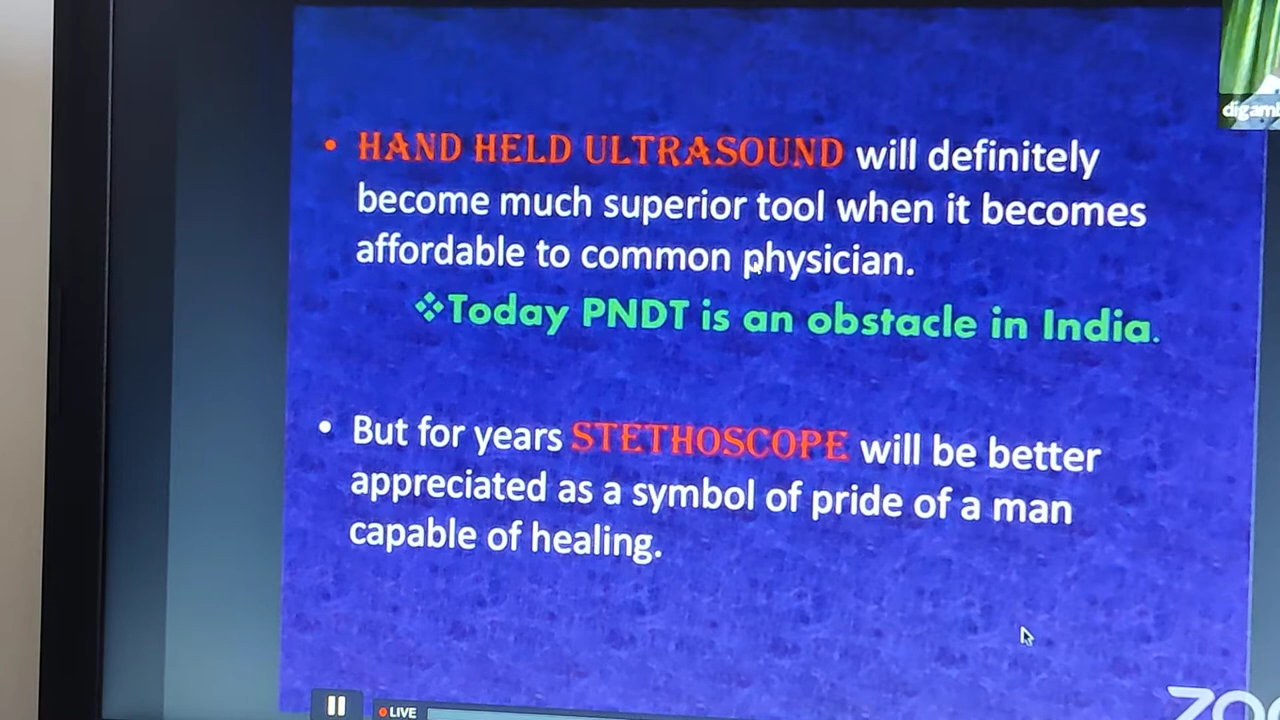 • HAND HELD ULTRASOUND will definitely
become much superior tool when it becomes
affordable to common physician.
❖Today PNDT is an obstacle in India.
• But for years STETHOSCOPE will be better
appreciated as a symbol of pride of a man
capable of healing.
LIVE